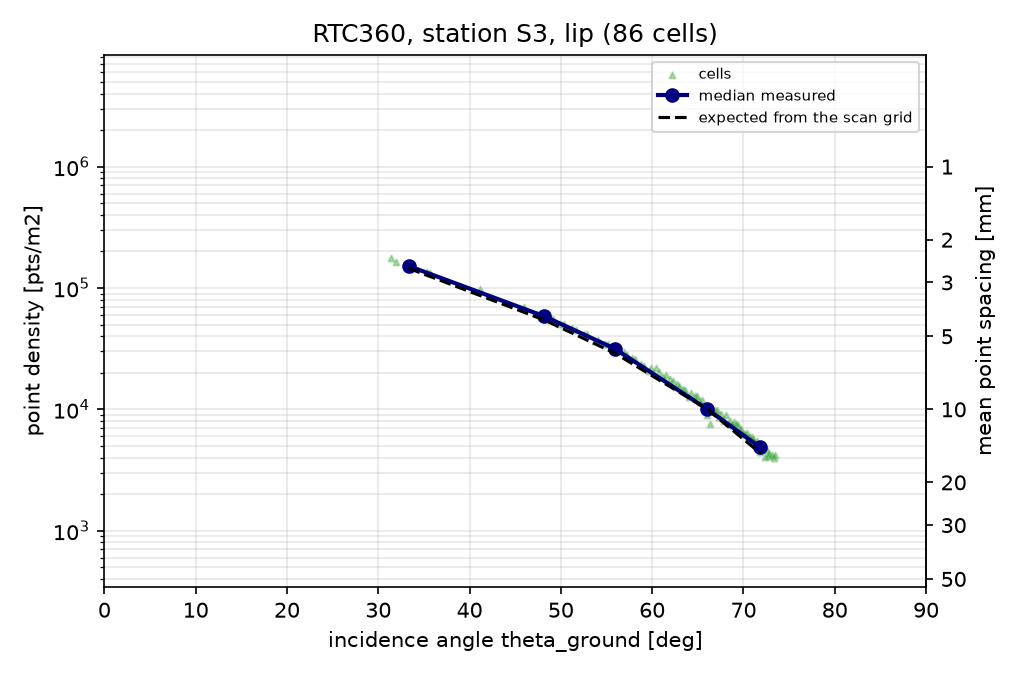 RTC360, station S3, lip (86 cells)
cells
median measured
expected from the scan grid
point density [pts/m2]
10^6
10^5
10^4
10^3
1
2
3
5
10
20
30
50
mean point spacing [mm]
0 10 20 30 40 50 60 70 80 90
incidence angle theta_ground [deg]